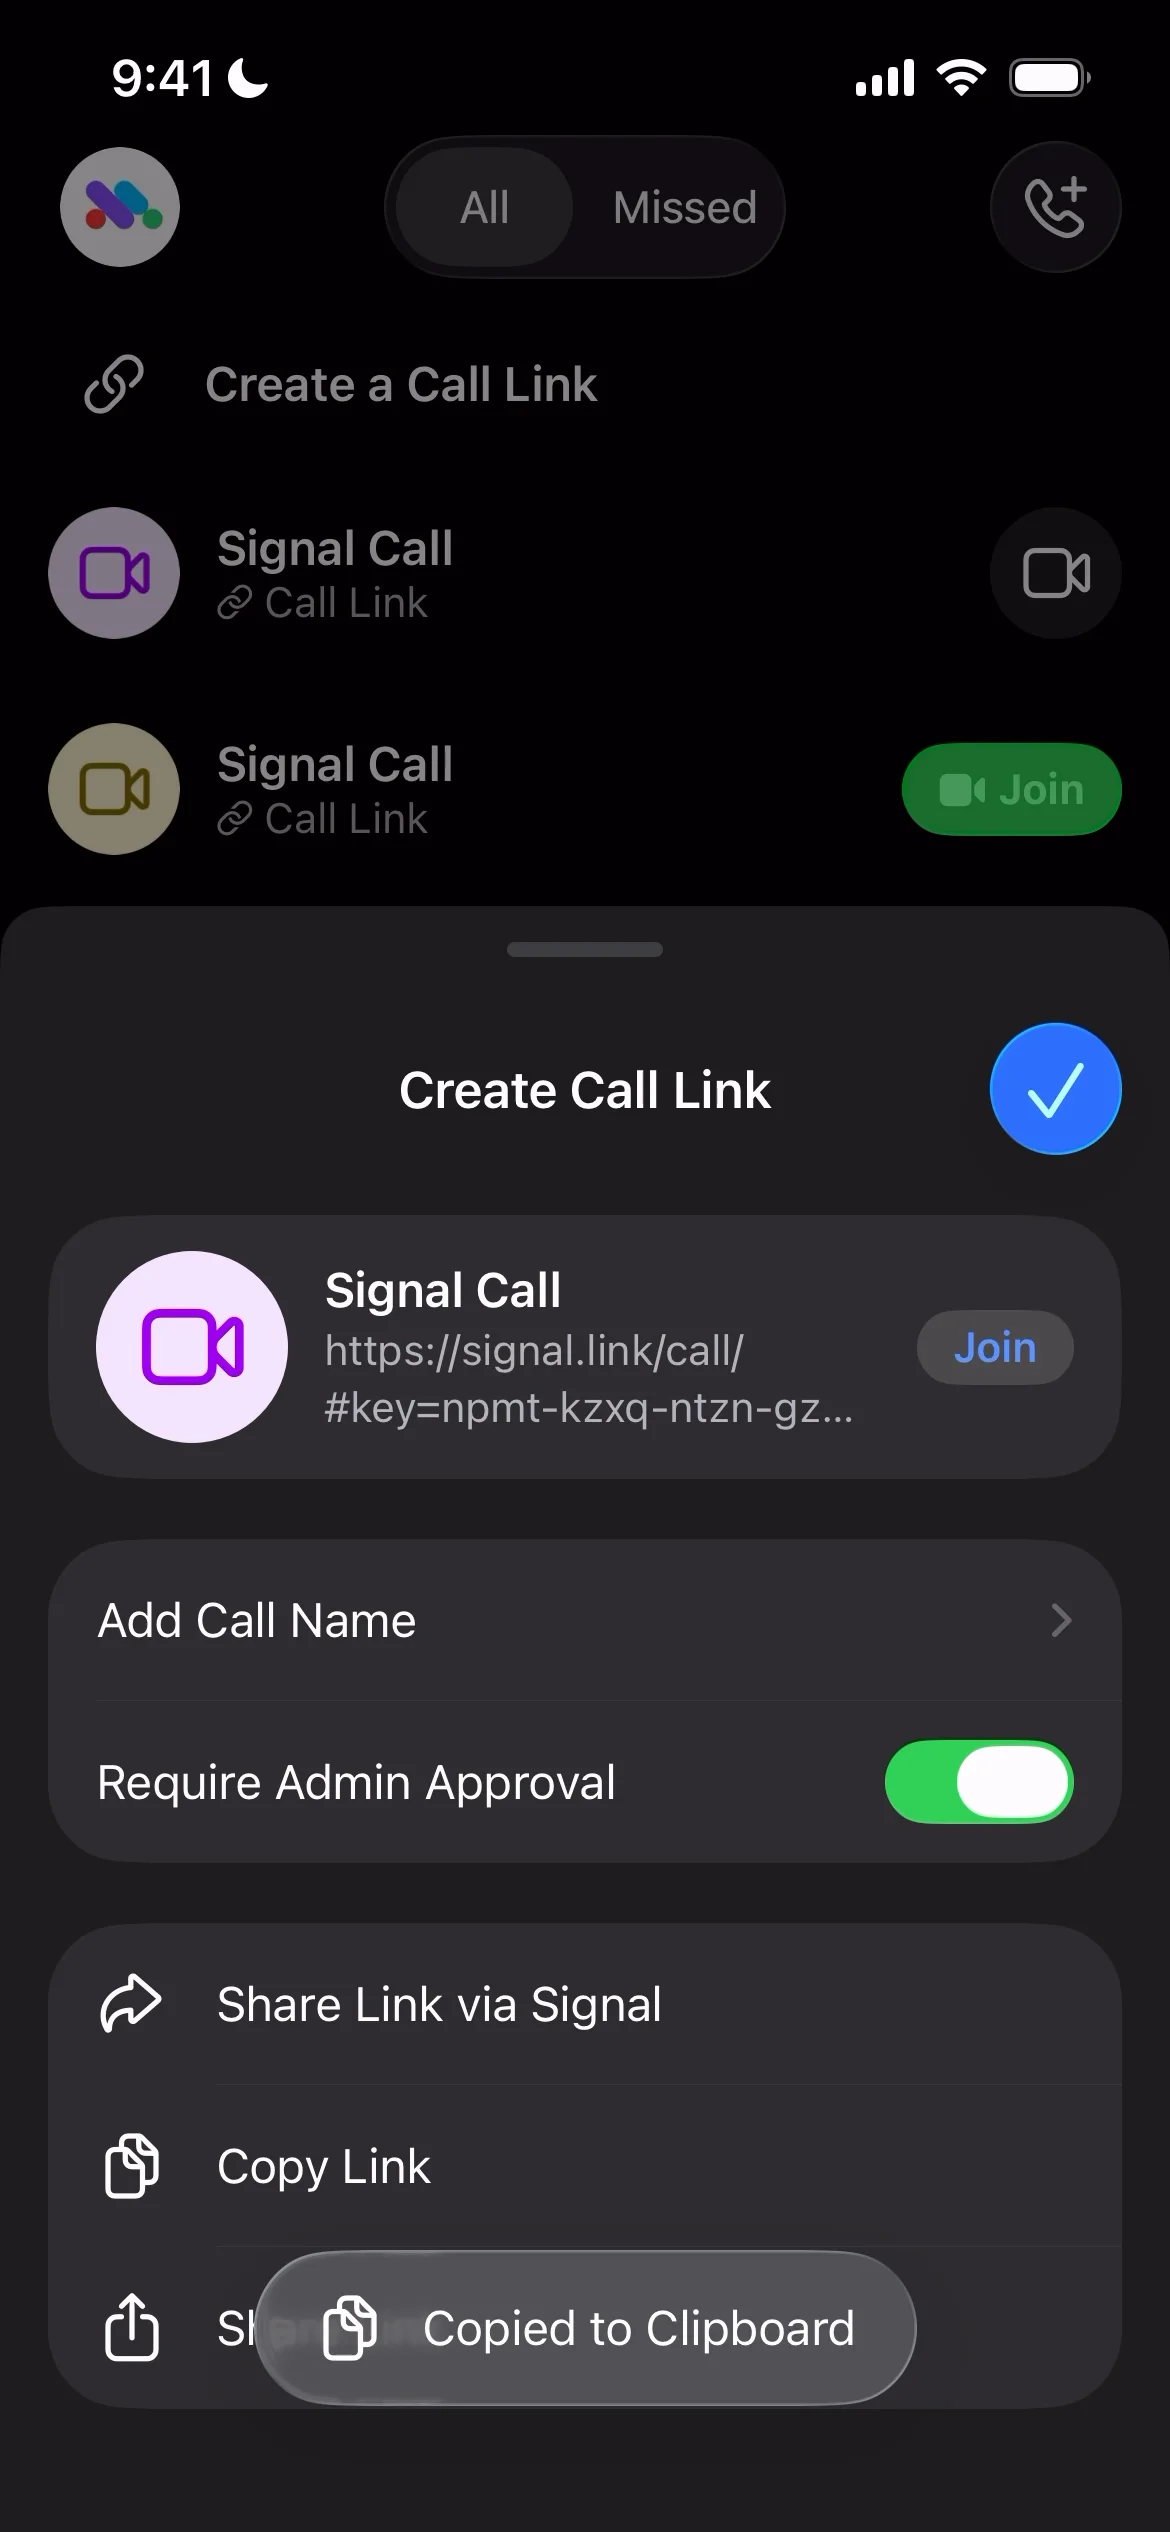 9:41
All
Missed
Create a Call Link
Signal Call
Call Link
Signal Call
Call Link
Join
Create Call Link
Signal Call
https://signal.link/call/
#key=npmt-kzxq-ntzn-gz...
Join
Add Call Name
Require Admin Approval
Share Link via Signal
Copy Link
Copied to Clipboard